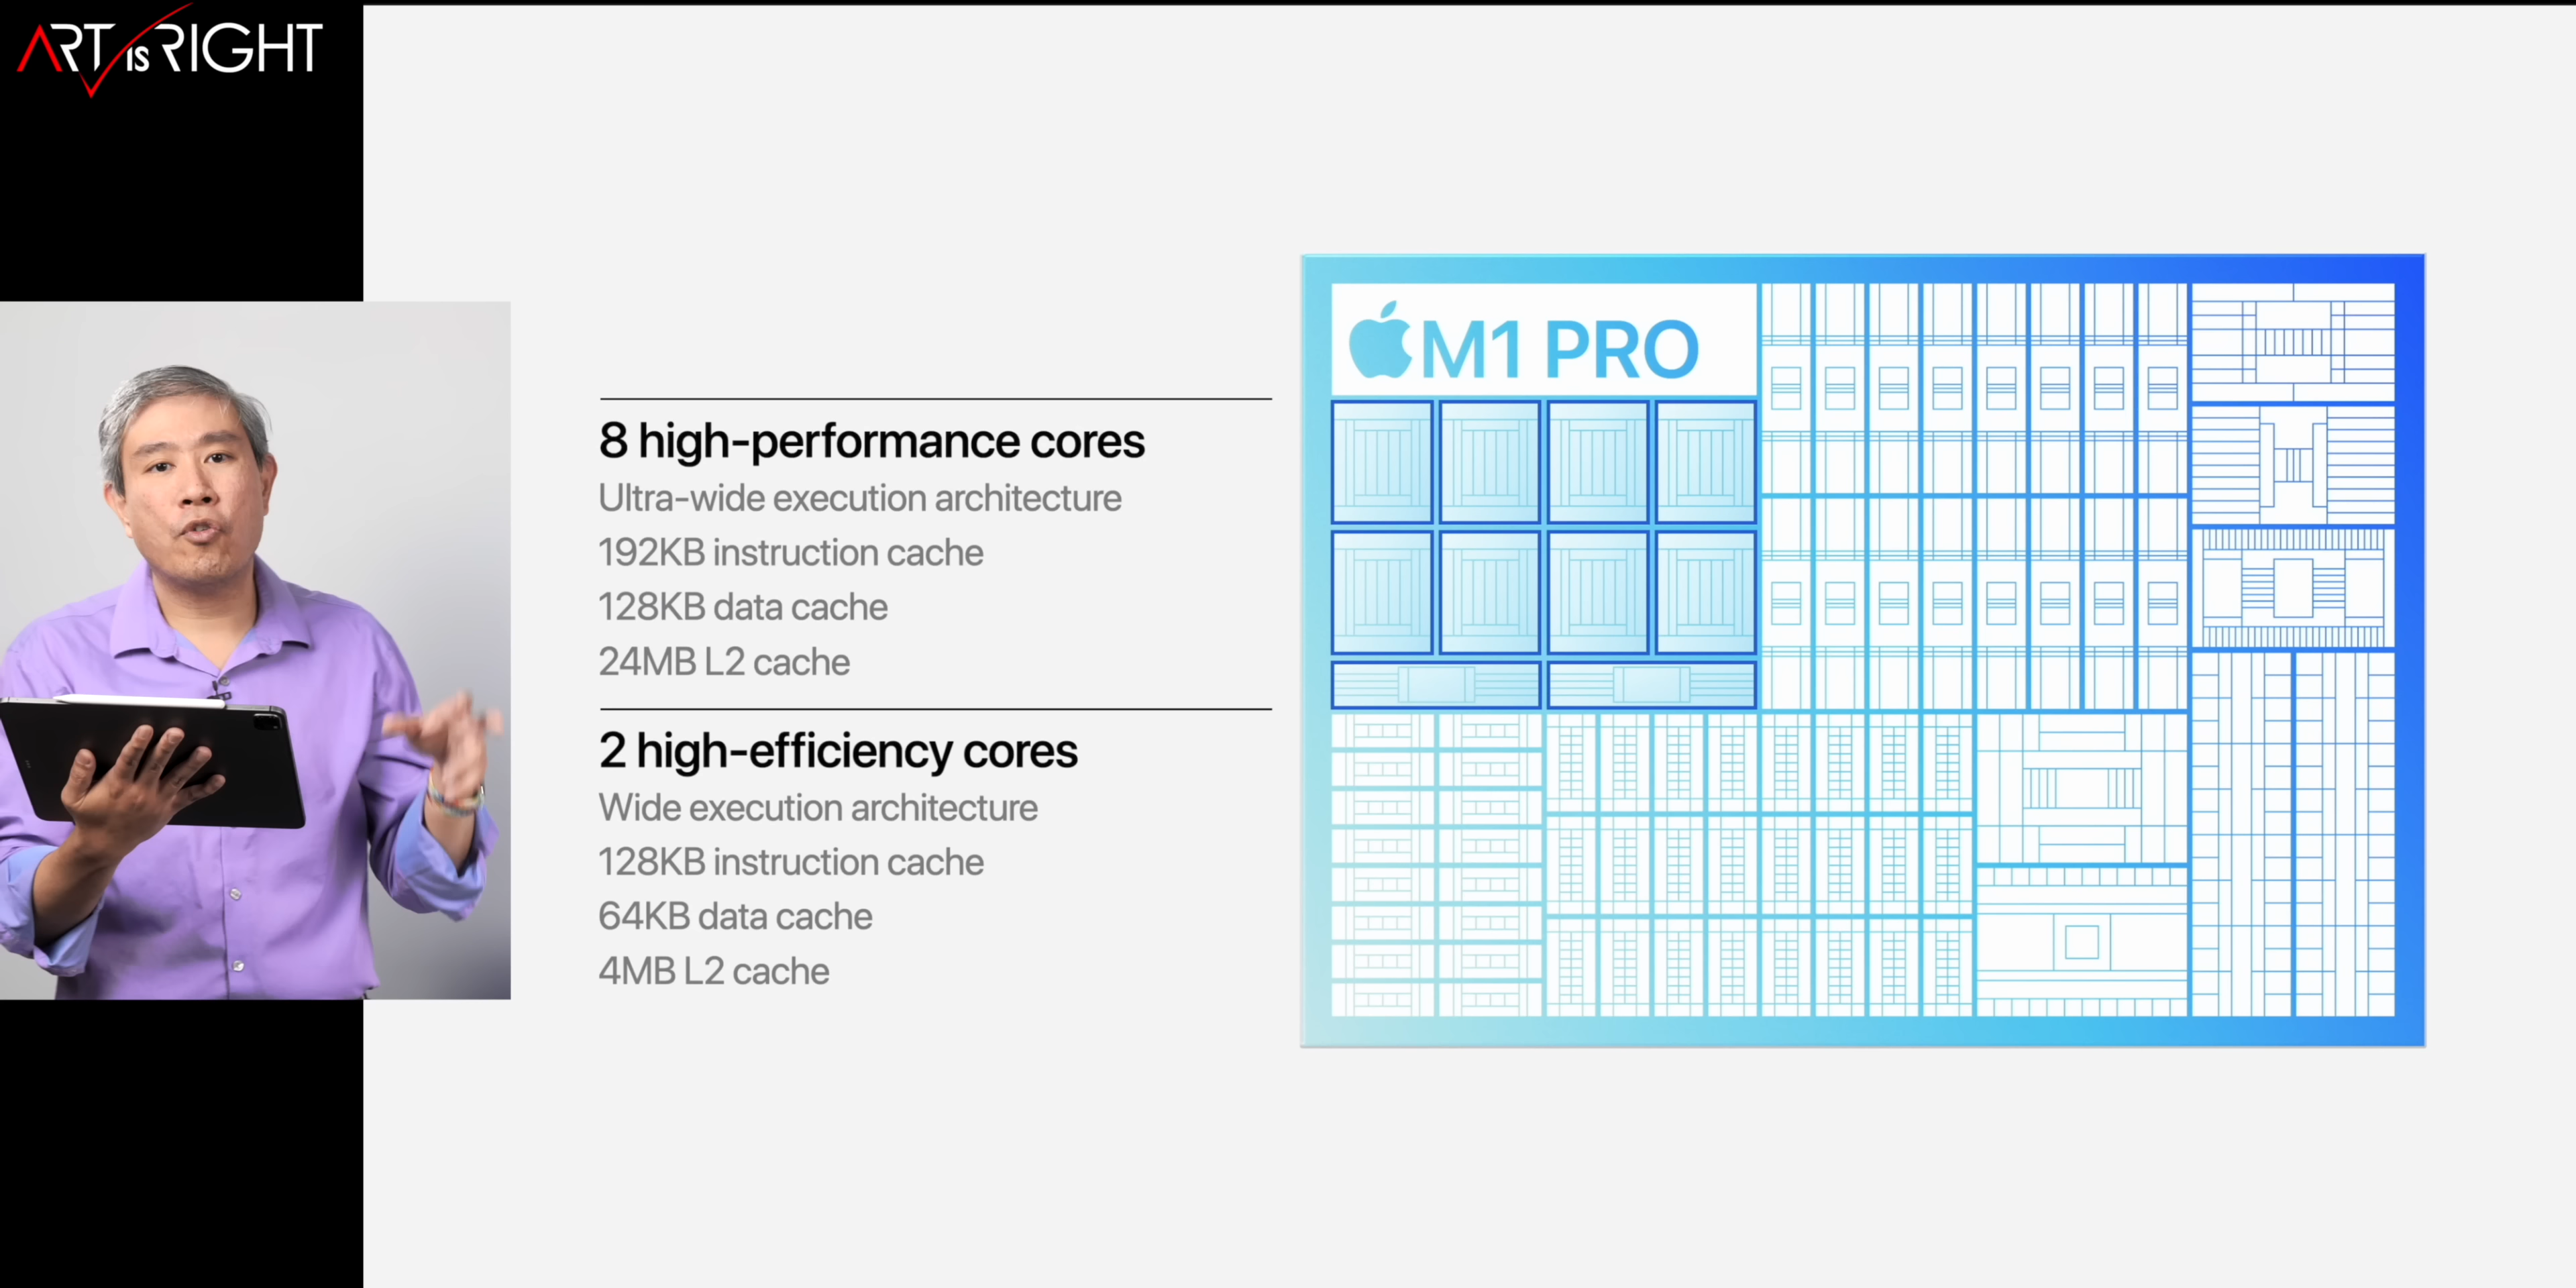 ART IS RIGHT
8 high-performance cores
Ultra-wide execution architecture
192KB instruction cache
128KB data cache
24MB L2 cache
2 high-efficiency cores
Wide execution architecture
128KB instruction cache
64KB data cache
4MB L2 cache
M1 PRO